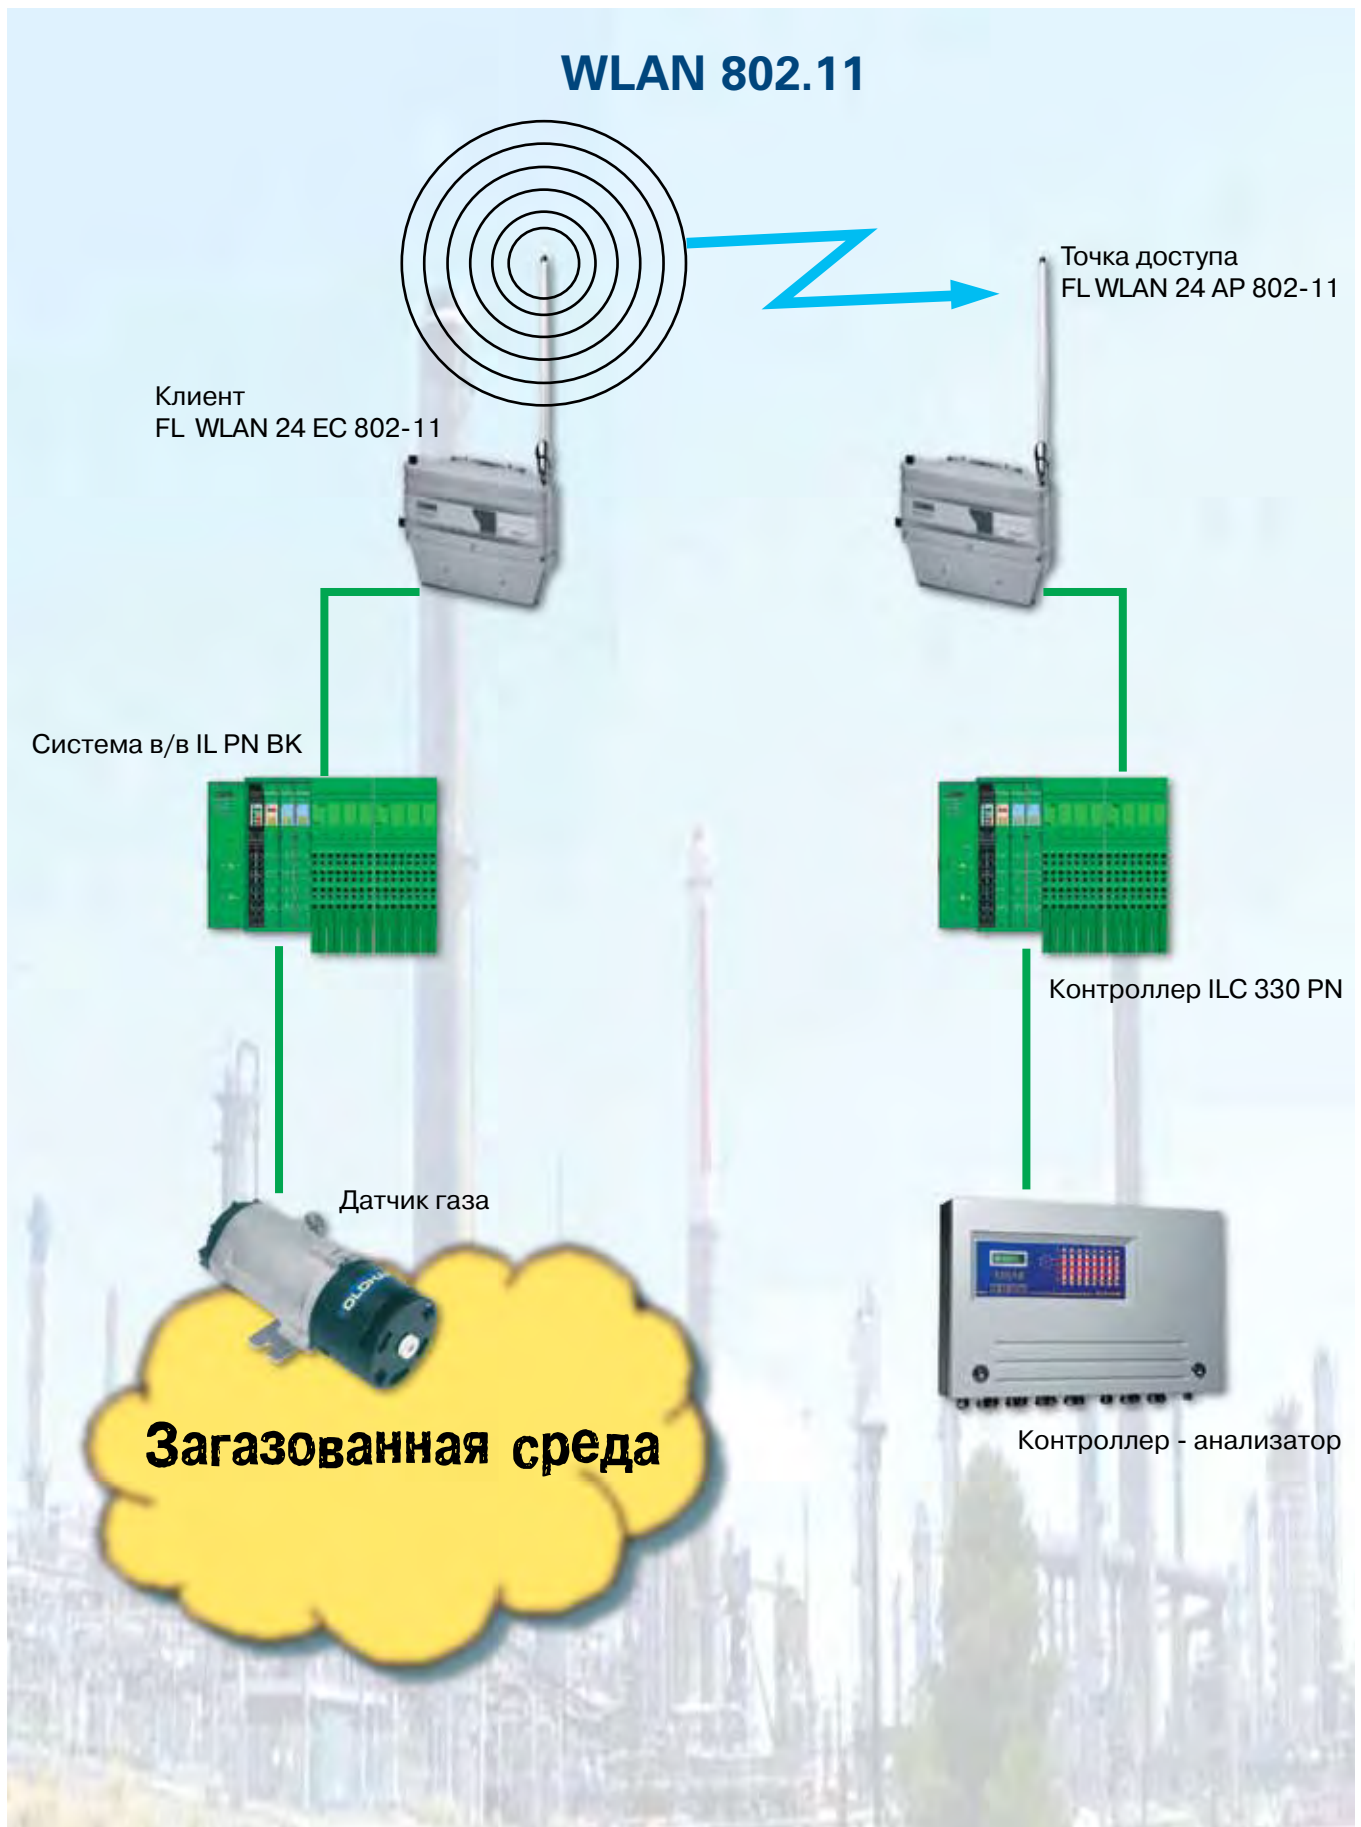 WLAN 802.11
Точка доступа
FL WLAN 24 AP 802-11
Клиент
FL WLAN 24 EC 802-11
Система в/в IL PN BK
Контроллер ILC 330 PN
Датчик газа
OLDHAM
Загазованная среда
Контроллер - анализатор